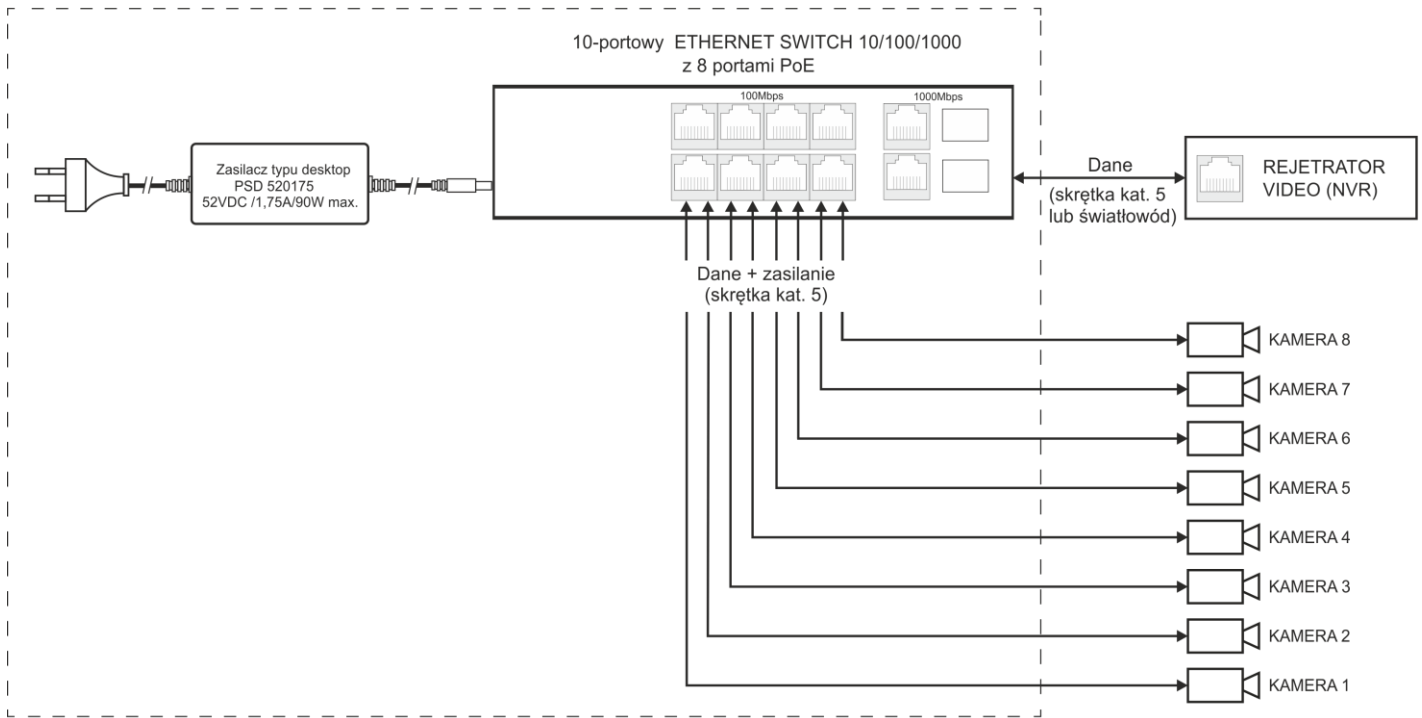 10-portowy ETHERNET SWITCH 10/100/1000
z 8 portami PoE
100Mbps
1000Mbps
Zasilacz typu desktop
PSD 520175
52VDC /1,75A/90W max.
Dane
(skrętka kat. 5
lub światłowód)
REJETRATOR
VIDEO (NVR)
Dane + zasilanie
(skrętka kat. 5)
KAMERA 8
KAMERA 7
KAMERA 6
KAMERA 5
KAMERA 4
KAMERA 3
KAMERA 2
KAMERA 1